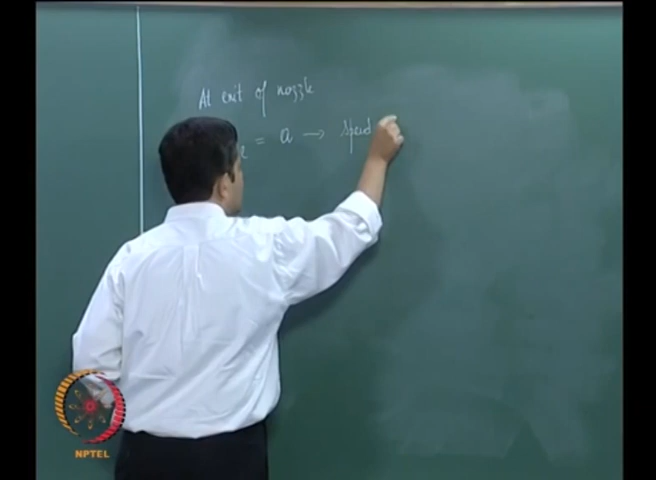 At exit of nozzle
= a → speed
NPTEL